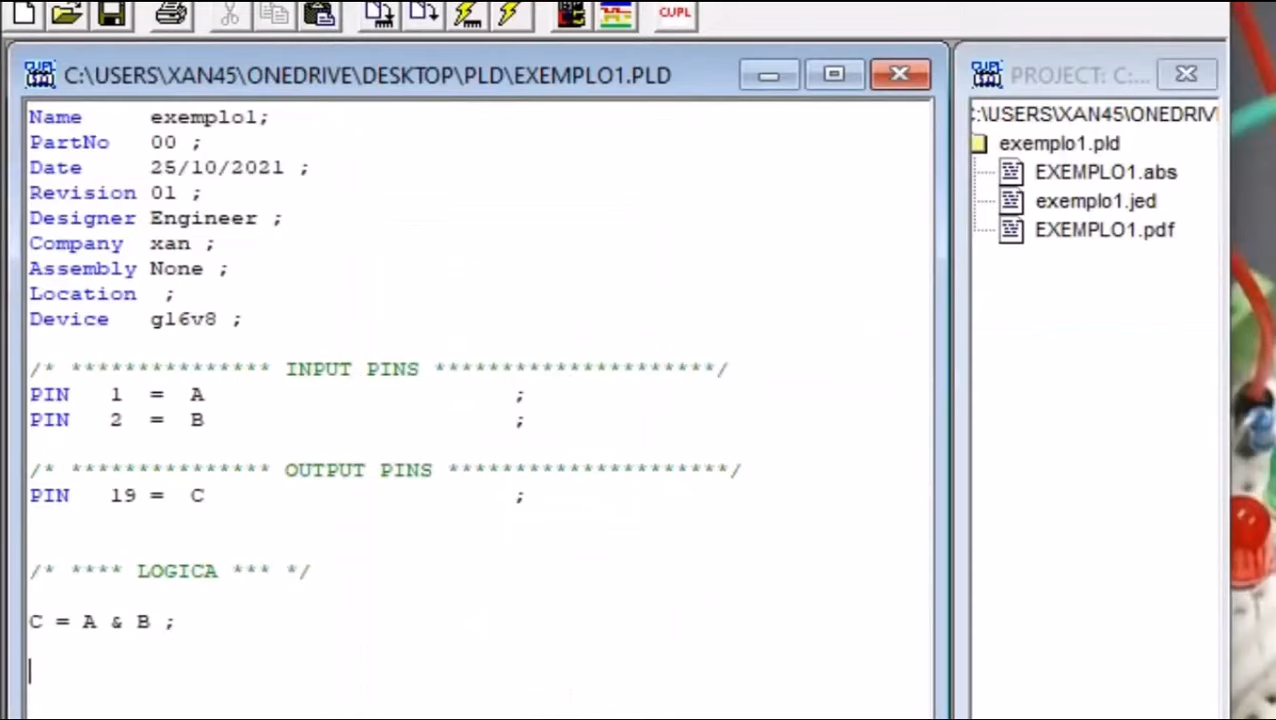 CUPL
C:\USERS\XAN45\ONEDRIVE\DESKTOP\PLD\EXEMPLO1.PLD
Name exemplo1;
PartNo 00 ;
Date 25/10/2021 ;
Revision 01 ;
Designer Engineer ;
Company xan ;
Assembly None ;
Location ;
Device g16v8 ;
/* *************** INPUT PINS *********************/
PIN 1 = A ;
PIN 2 = B ;
/* *************** OUTPUT PINS *********************/
PIN 19 = C ;
/* **** LOGICA *** */
C = A & B ;
PROJECT: C:...
C:\USERS\XAN45\ONEDRIV
exemplo1.pld
EXEMPLO1.abs
exemplo1.jed
EXEMPLO1.pdf